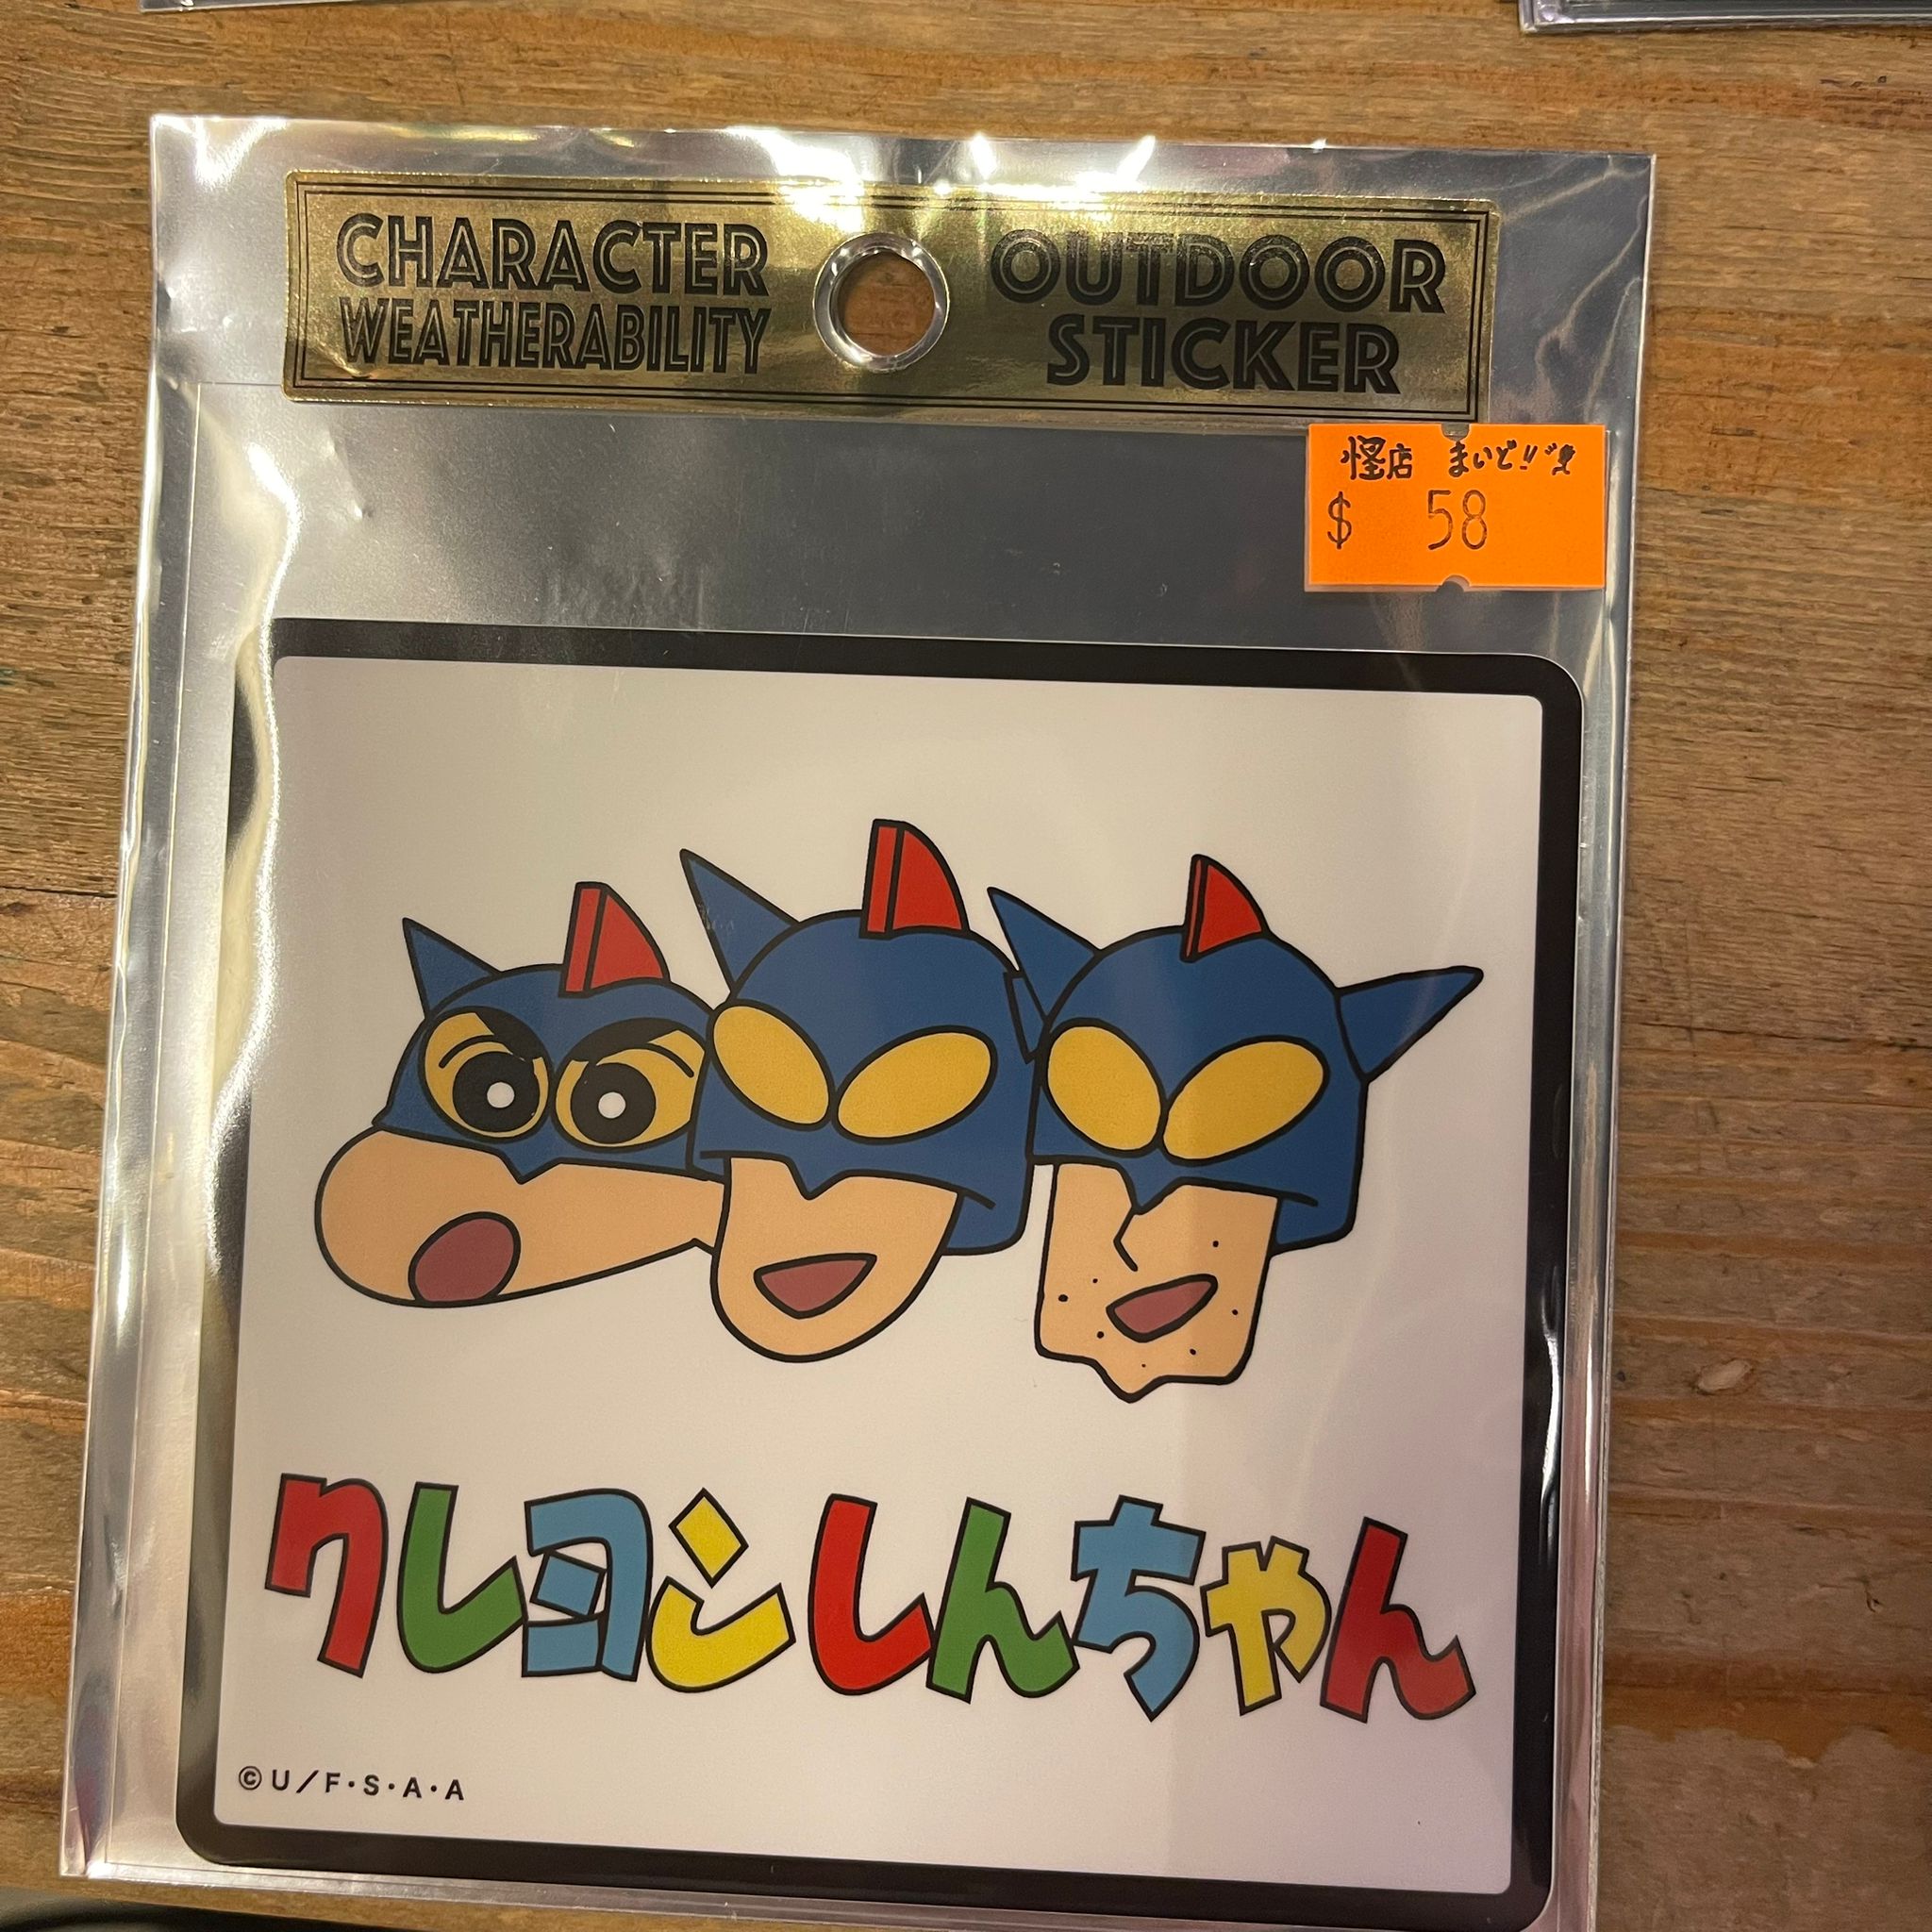 CHARACTER
WEATHERABILITY
OUTDOOR
STICKER
怪店 まいど!!
$ 58
クレヨンしんちゃん
©U/F・S・A・A